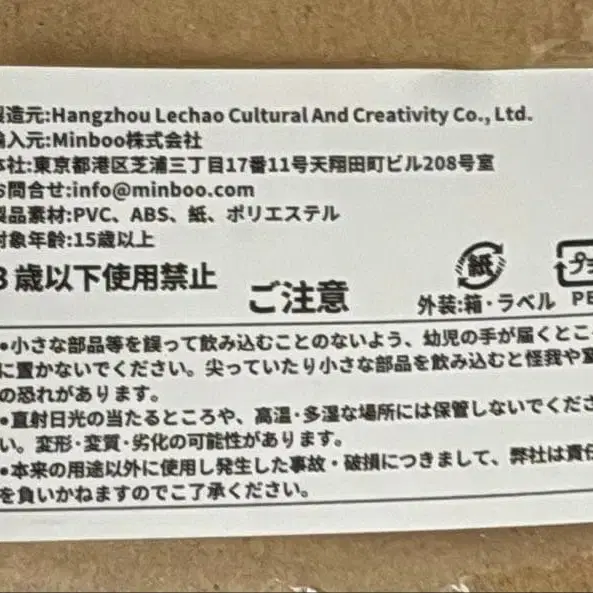 製造元:Hangzhou Lechao Cultural And Creativity Co., Ltd.
輸入元:Minboo株式会社
本社:東京都港区芝浦三丁目17番11号天翔田町ビル208号室
お問合せ:info@minboo.com
製品素材:PVC、ABS、紙、ポリエステル
対象年齢:15歳以上
3歳以下使用禁止
ご注意
紙
プラ
外装:箱・ラベル
PE
•小さな部品等を誤って飲み込むことのないよう、幼児の手が届くところ
に置かないでください。尖っていたり小さな部品を飲み込むと怪我や窒
の恐れがあります。
•直射日光の当たるところや、高温・多湿な場所には保管しないでくださ
い。変形・変質・劣化の可能性があります。
•本来の用途以外に使用し発生した事故・破損につきまして、弊社は責任
を負いかねますのでご了承ください。